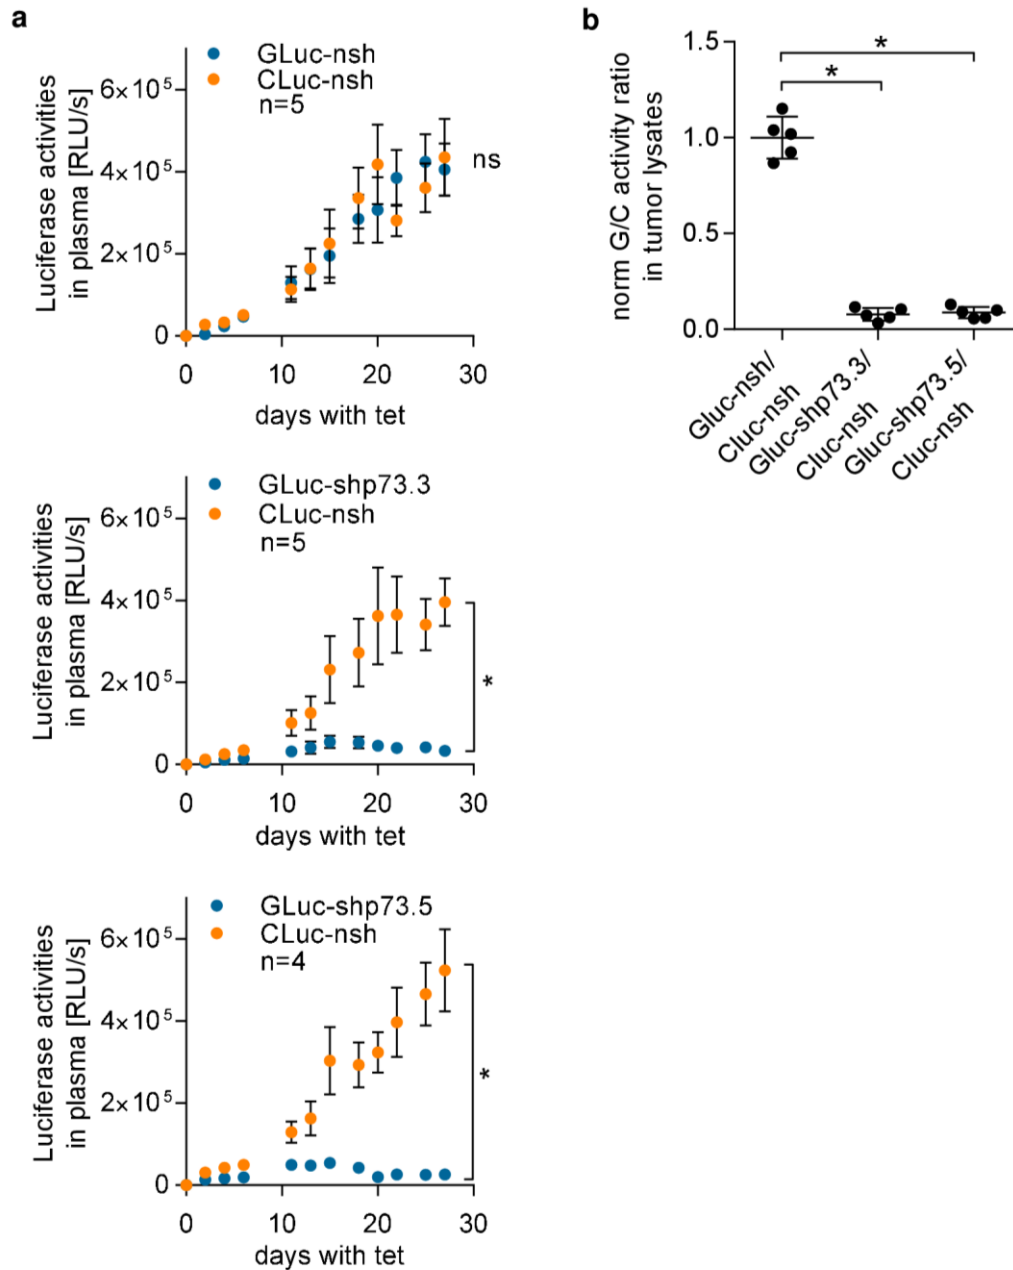 a
GLuc-nsh
CLuc-nsh
n=5
Luciferase activities
in plasma [RLU/s]
6×10⁵
4×10⁵
2×10⁵
0
ns
0 10 20 30
days with tet
GLuc-shp73.3
CLuc-nsh
n=5
Luciferase activities
in plasma [RLU/s]
6×10⁵
4×10⁵
2×10⁵
0
*
0 10 20 30
days with tet
GLuc-shp73.5
CLuc-nsh
n=4
Luciferase activities
in plasma [RLU/s]
6×10⁵
4×10⁵
2×10⁵
0
*
0 10 20 30
days with tet
b
norm G/C activity ratio
in tumor lysates
1.5
1.0
0.5
0.0
*
*
Gluc-nsh/
Cluc-nsh
Gluc-shp73.3/
Cluc-nsh
Gluc-shp73.5/
Cluc-nsh